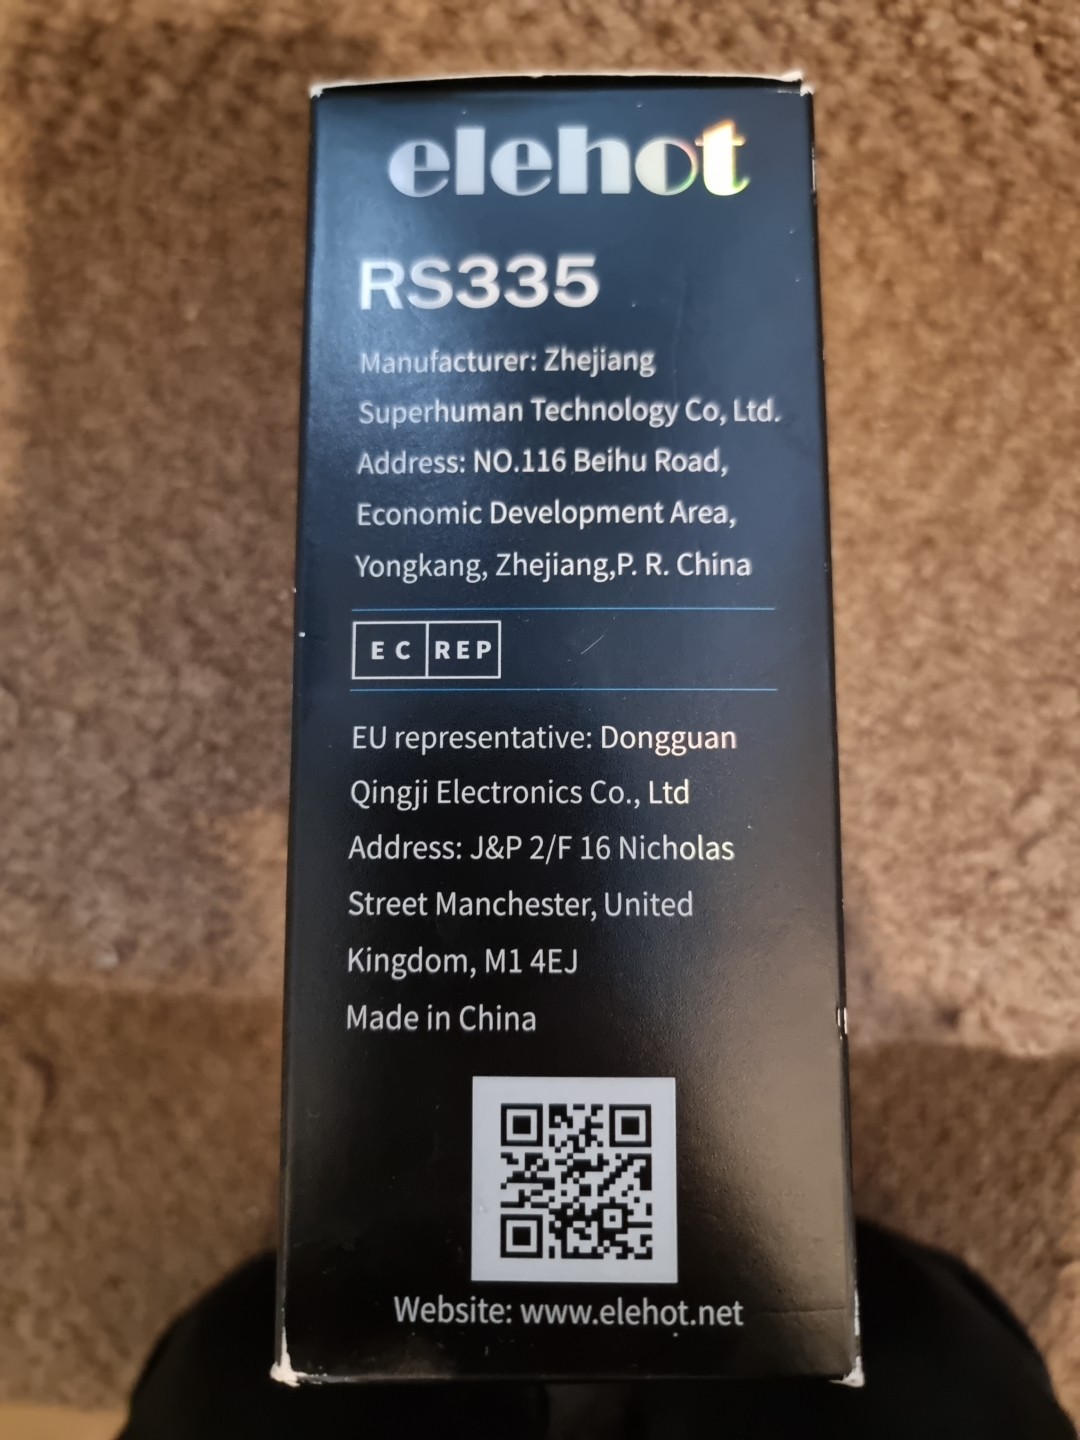 elehot
RS335
Manufacturer: Zhejiang
Superhuman Technology Co, Ltd.
Address: NO.116 Beihu Road,
Economic Development Area,
Yongkang, Zhejiang,P. R. China
EC REP
EU representative: Dongguan
Qingji Electronics Co., Ltd
Address: J&P 2/F 16 Nicholas
Street Manchester, United
Kingdom, M1 4EJ
Made in China
Website: www.elehot.net